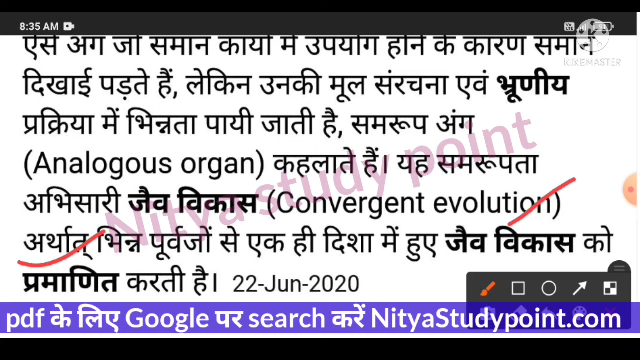 8:35 AM
KINEMASTER
ऐसे अंग जो समान कार्यों में उपयोग होने के कारण समान
दिखाई पड़ते हैं, लेकिन उनकी मूल संरचना एवं भ्रूणीय
प्रक्रिया में भिन्नता पायी जाती है, समरूप अंग
(Analogous organ) कहलाते हैं। यह समरूपता
अभिसारी जैव विकास (Convergent evolution)
अर्थात् भिन्न पूर्वजों से एक ही दिशा में हुए जैव विकास को
प्रमाणित करती है। 22-Jun-2020
Nitya study point
pdf के लिए Google पर search करें NityaStudypoint.com